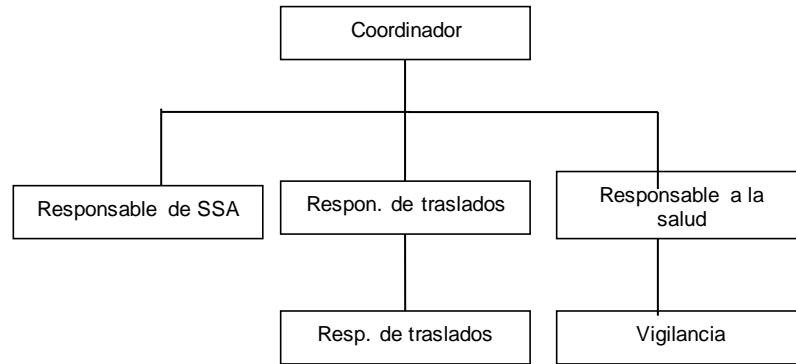 Coordinador
Responsable de SSA
Respon. de traslados
Responsable a la
salud
Resp. de traslados
Vigilancia